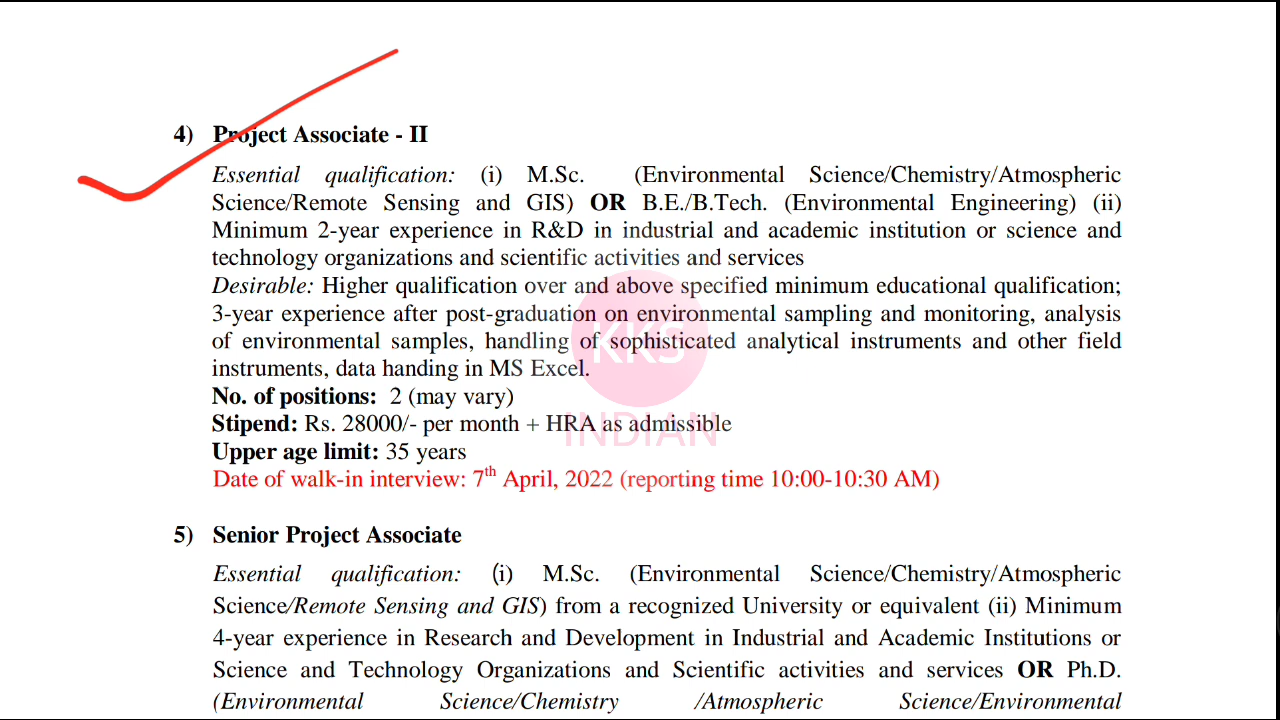 4) Project Associate - II
Essential qualification: (i) M.Sc. (Environmental Science/Chemistry/Atmospheric
Science/Remote Sensing and GIS) OR B.E./B.Tech. (Environmental Engineering) (ii)
Minimum 2-year experience in R&D in industrial and academic institution or science and
technology organizations and scientific activities and services
Desirable: Higher qualification over and above specified minimum educational qualification;
3-year experience after post-graduation on environmental sampling and monitoring, analysis
of environmental samples, handling of sophisticated analytical instruments and other field
instruments, data handing in MS Excel.
No. of positions: 2 (may vary)
Stipend: Rs. 28000/- per month + HRA as admissible
Upper age limit: 35 years
Date of walk-in interview: 7th April, 2022 (reporting time 10:00-10:30 AM)
KKS
INDIAN
5) Senior Project Associate
Essential qualification: (i) M.Sc. (Environmental Science/Chemistry/Atmospheric
Science/Remote Sensing and GIS) from a recognized University or equivalent (ii) Minimum
4-year experience in Research and Development in Industrial and Academic Institutions or
Science and Technology Organizations and Scientific activities and services OR Ph.D.
(Environmental Science/Chemistry /Atmospheric Science/Environmental